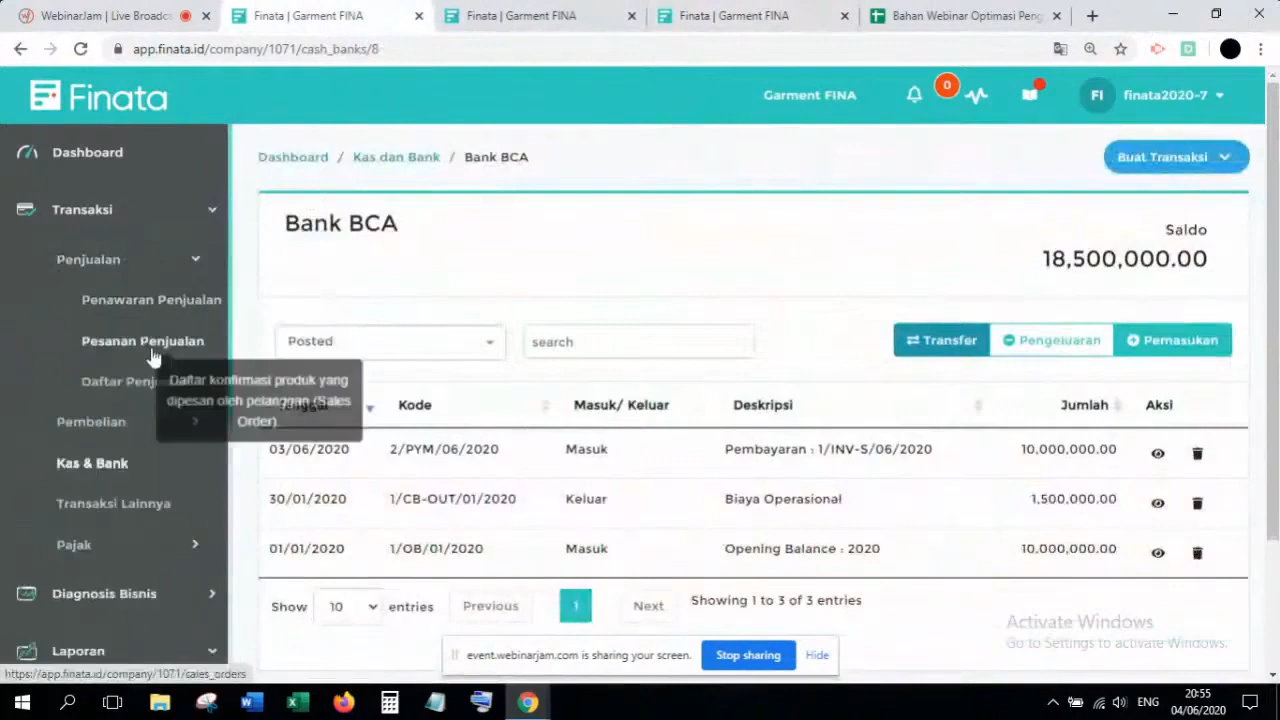 WebinarJam | Live Broadc
Finata | Garment FINA
Finata | Garment FINA
Finata | Garment FINA
Bahan Webinar Optimasi Peng
app.finata.id/company/1071/cash_banks/8
Finata
Garment FINA
0
FI
finata2020-7
Dashboard
Transaksi
Penjualan
Penawaran Penjualan
Pesanan Penjualan
Daftar Penj
Daftar konfirmasi produk yang
dipesan oleh pelanggan (Sales
Order)
Pembelian
Kas & Bank
Transaksi Lainnya
Pajak
Diagnosis Bisnis
Laporan
https://app.finata.id/company/1071/sales_orders
Dashboard / Kas dan Bank / Bank BCA
Buat Transaksi
Bank BCA
Saldo
18,500,000.00
Posted
search
Transfer
Pengeluaran
Pemasukan
Tanggal Kode Masuk/ Keluar Deskripsi Jumlah Aksi
03/06/2020 2/PYM/06/2020 Masuk Pembayaran : 1/INV-S/06/2020 10,000,000.00
30/01/2020 1/CB-OUT/01/2020 Keluar Biaya Operasional 1,500,000.00
01/01/2020 1/OB/01/2020 Masuk Opening Balance : 2020 10,000,000.00
Show 10 entries Previous 1 Next Showing 1 to 3 of 3 entries
Activate Windows
Go to Settings to activate Windows.
event.webinarjam.com is sharing your screen. Stop sharing Hide
ENG
20:55
04/06/2020